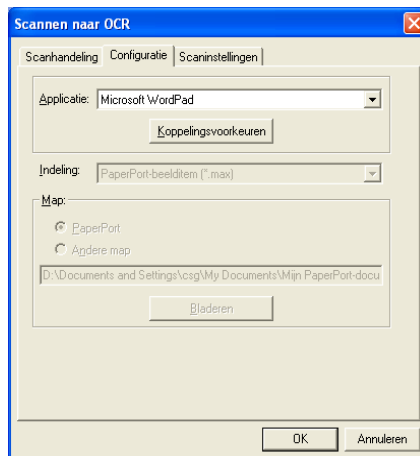 Scannen naar OCR
Scanhandeling Configuratie Scaninstellingen
Applicatie: Microsoft WordPad
Koppelingsvoorkeuren
Indeling: PaperPort-beelditem (*.max)
Map:
PaperPort
Andere map
D:\Documents and Settings\csg\My Documents\Mijn PaperPort-docu
Bladeren
OK Annuleren